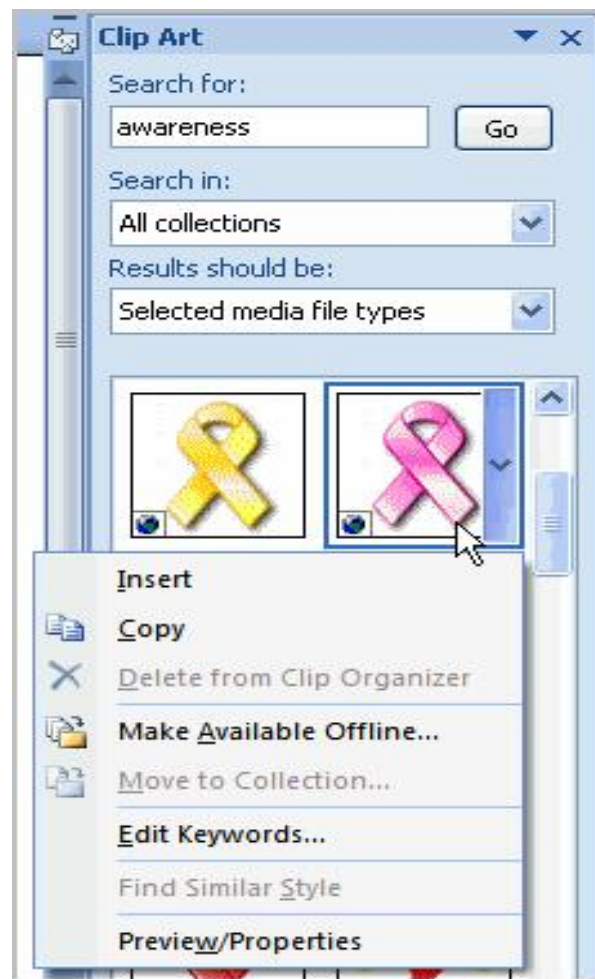 Clip Art
Search for:
awareness
Go
Search in:
All collections
Results should be:
Selected media file types
Insert
Copy
Delete from Clip Organizer
Make Available Offline...
Move to Collection...
Edit Keywords...
Find Similar Style
Preview/Properties